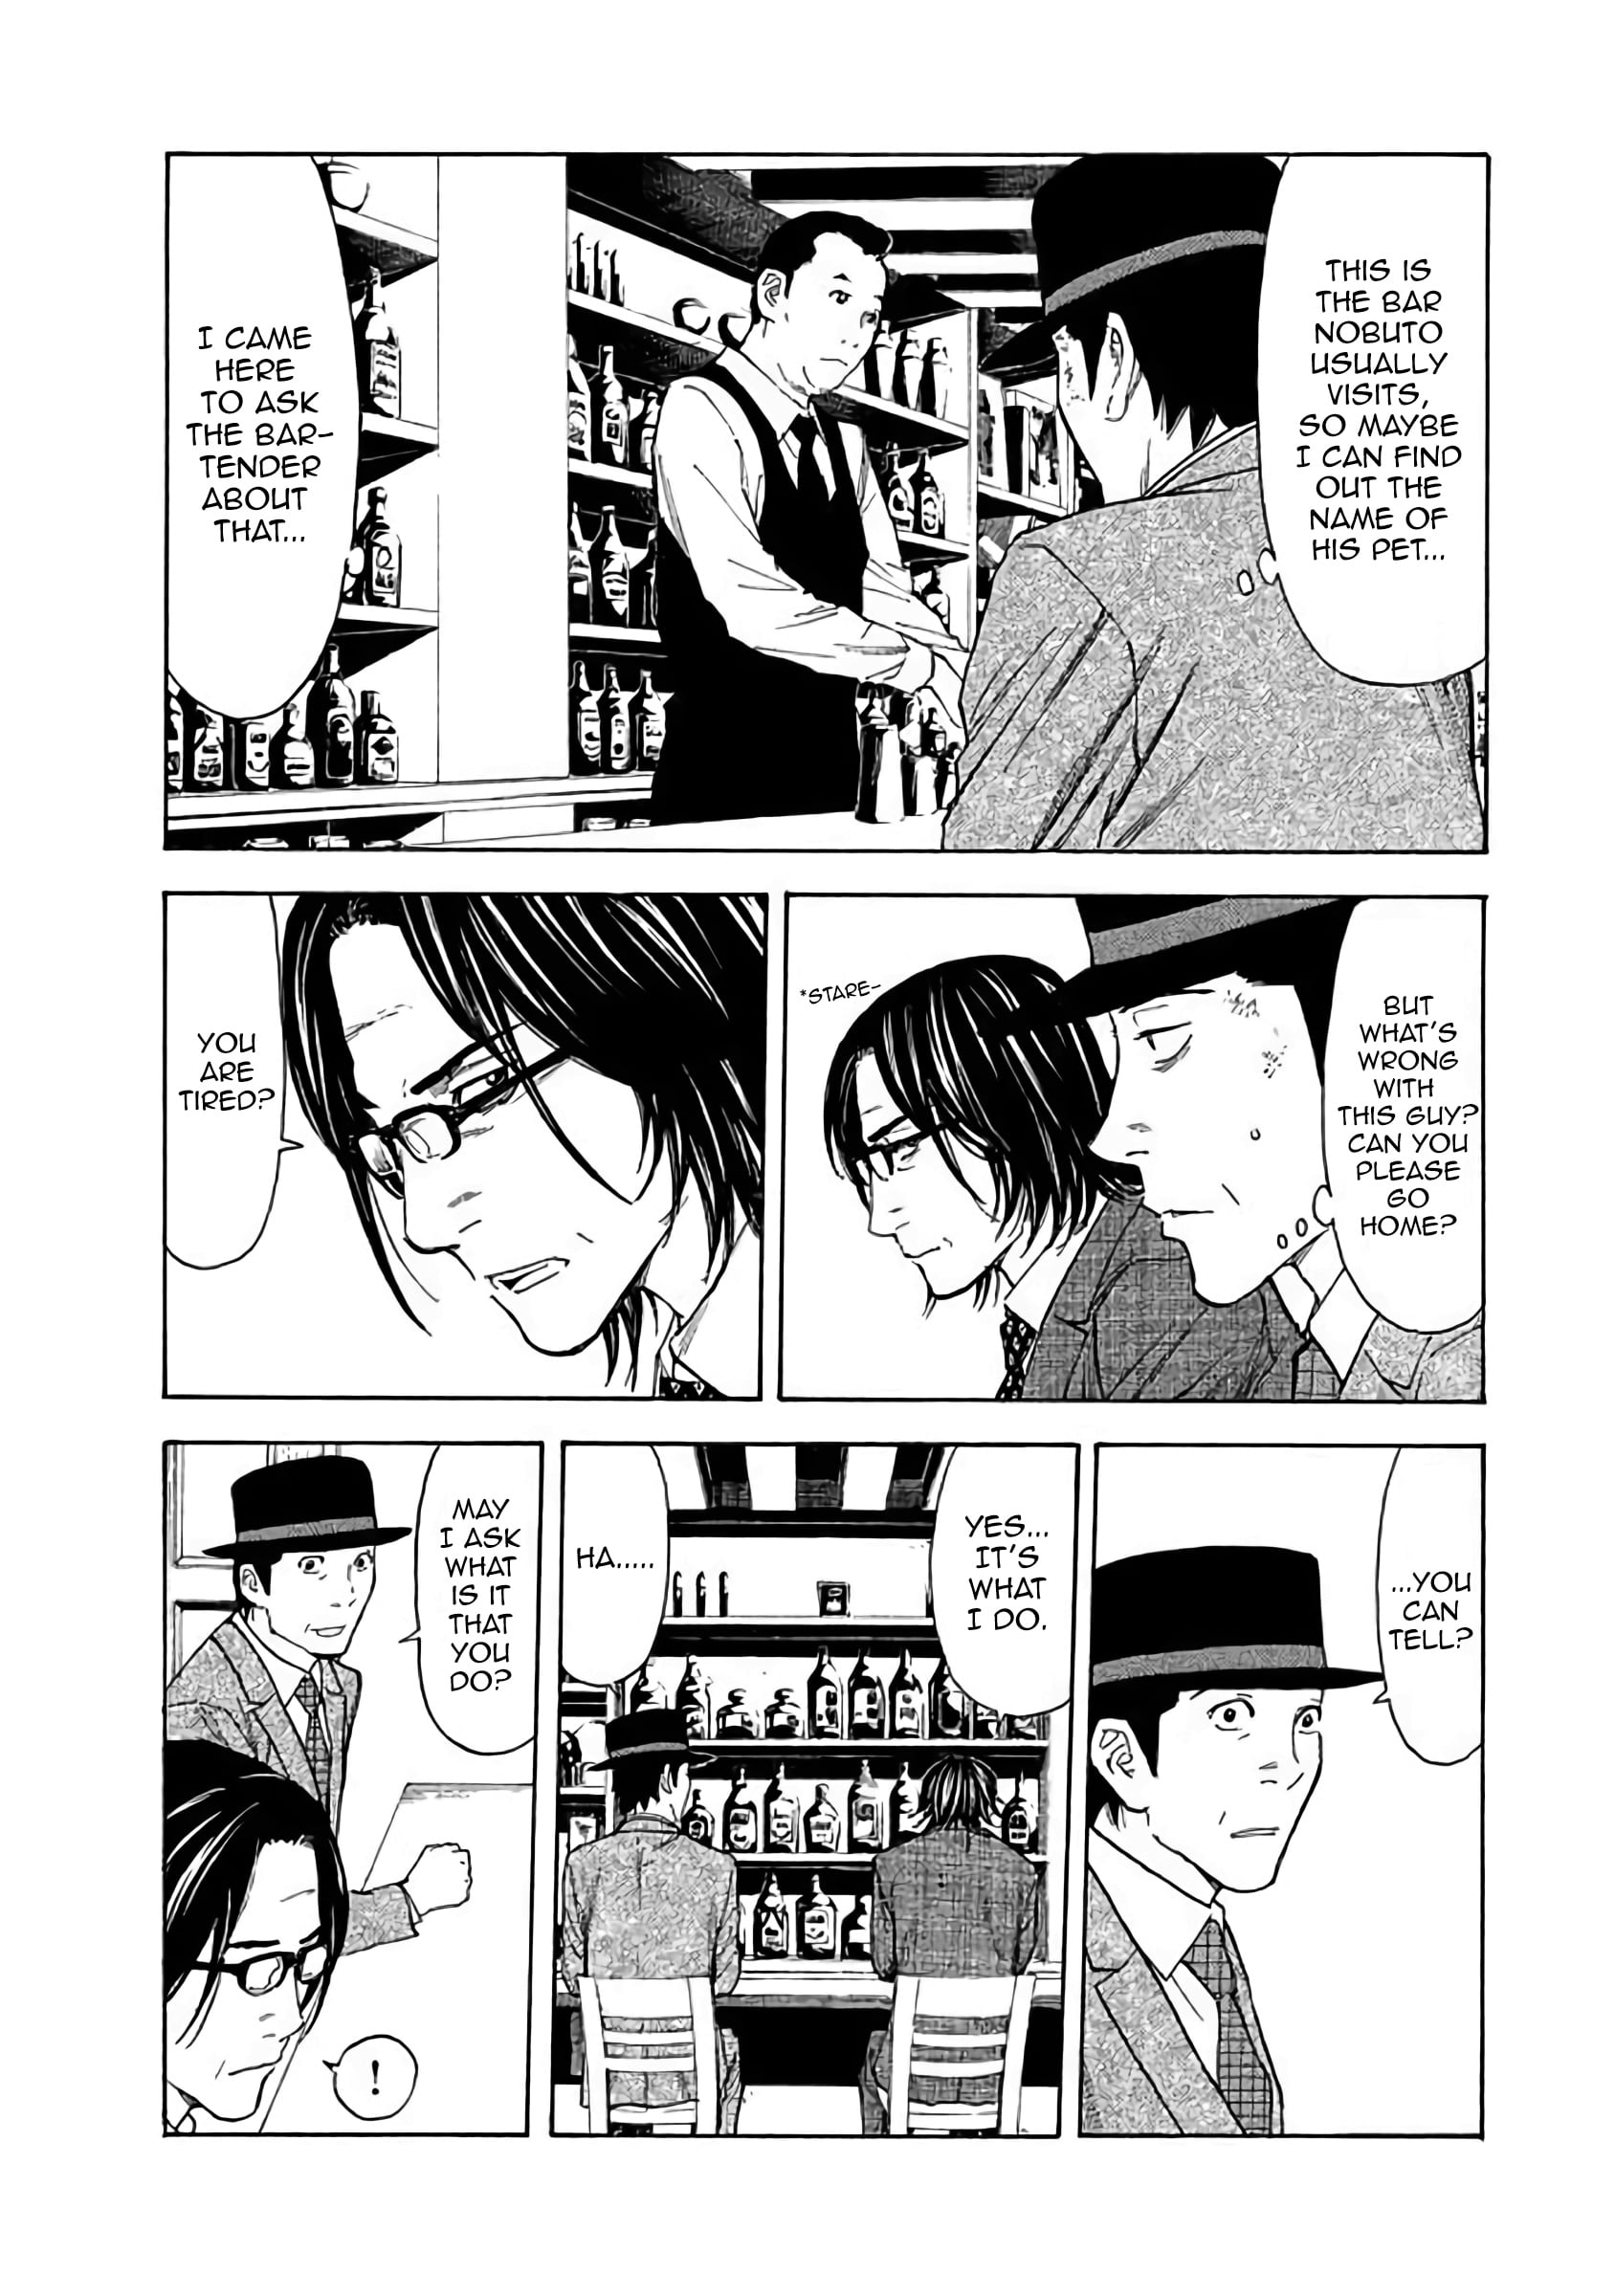 THIS IS
THE BAR
NOBUTO
USUALLY
VISITS,
SO MAYBE
I CAN FIND
OUT THE
NAME OF
HIS PET...
I CAME
HERE
TO ASK
THE BAR-
TENDER
ABOUT
THAT...
BUT
WHAT'S
WRONG
WITH
THIS GUY?
CAN YOU
PLEASE
GO
HOME?
*STARE-
YOU
ARE
TIRED?
...YOU
CAN
TELL?
YES...
IT'S
WHAT
I DO.
HA.....
MAY
I ASK
WHAT
IS IT
THAT
YOU
DO?
!